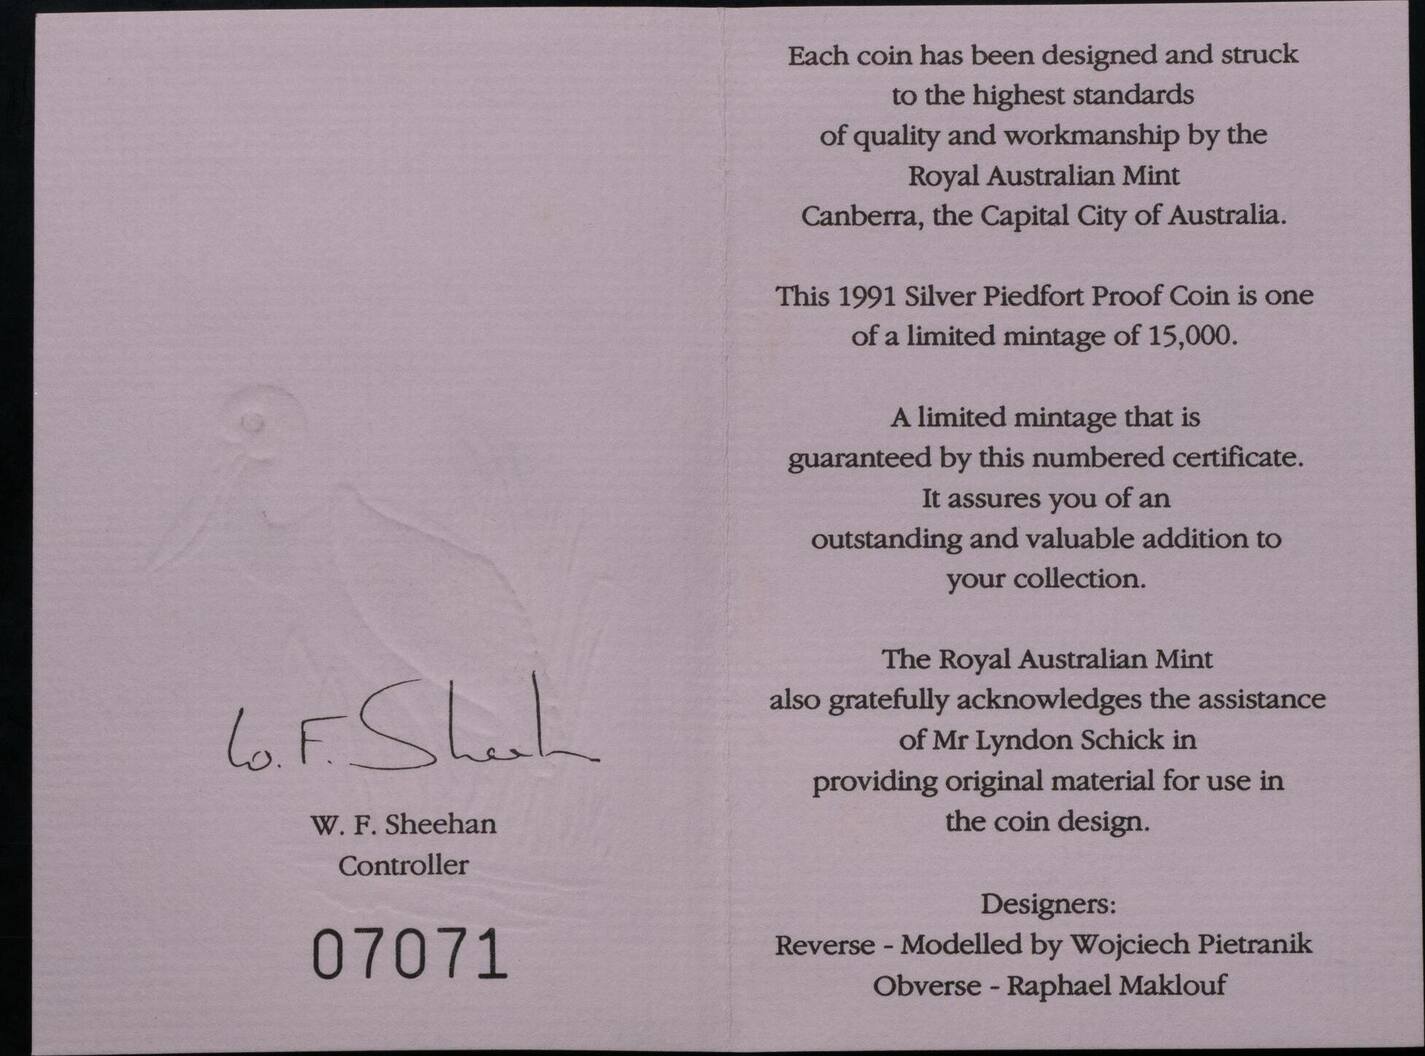 W. F. Sheehan
W. F. Sheehan
Controller
07071
Each coin has been designed and struck
to the highest standards
of quality and workmanship by the
Royal Australian Mint
Canberra, the Capital City of Australia.
This 1991 Silver Piedfort Proof Coin is one
of a limited mintage of 15,000.
A limited mintage that is
guaranteed by this numbered certificate.
It assures you of an
outstanding and valuable addition to
your collection.
The Royal Australian Mint
also gratefully acknowledges the assistance
of Mr Lyndon Schick in
providing original material for use in
the coin design.
Designers:
Reverse - Modelled by Wojciech Pietranik
Obverse - Raphael Maklouf